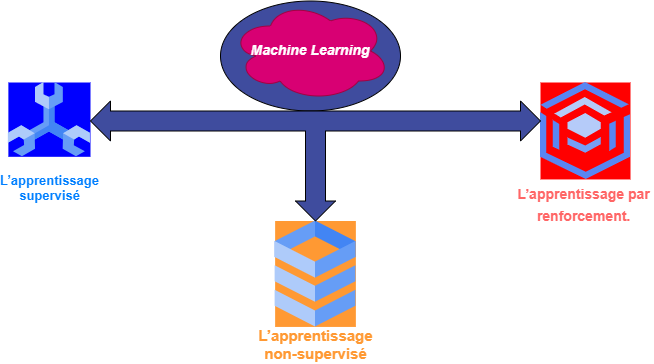 Machine Learning
L'apprentissage
supervisé
L'apprentissage par
renforcement.
L'apprentissage
non-supervisé